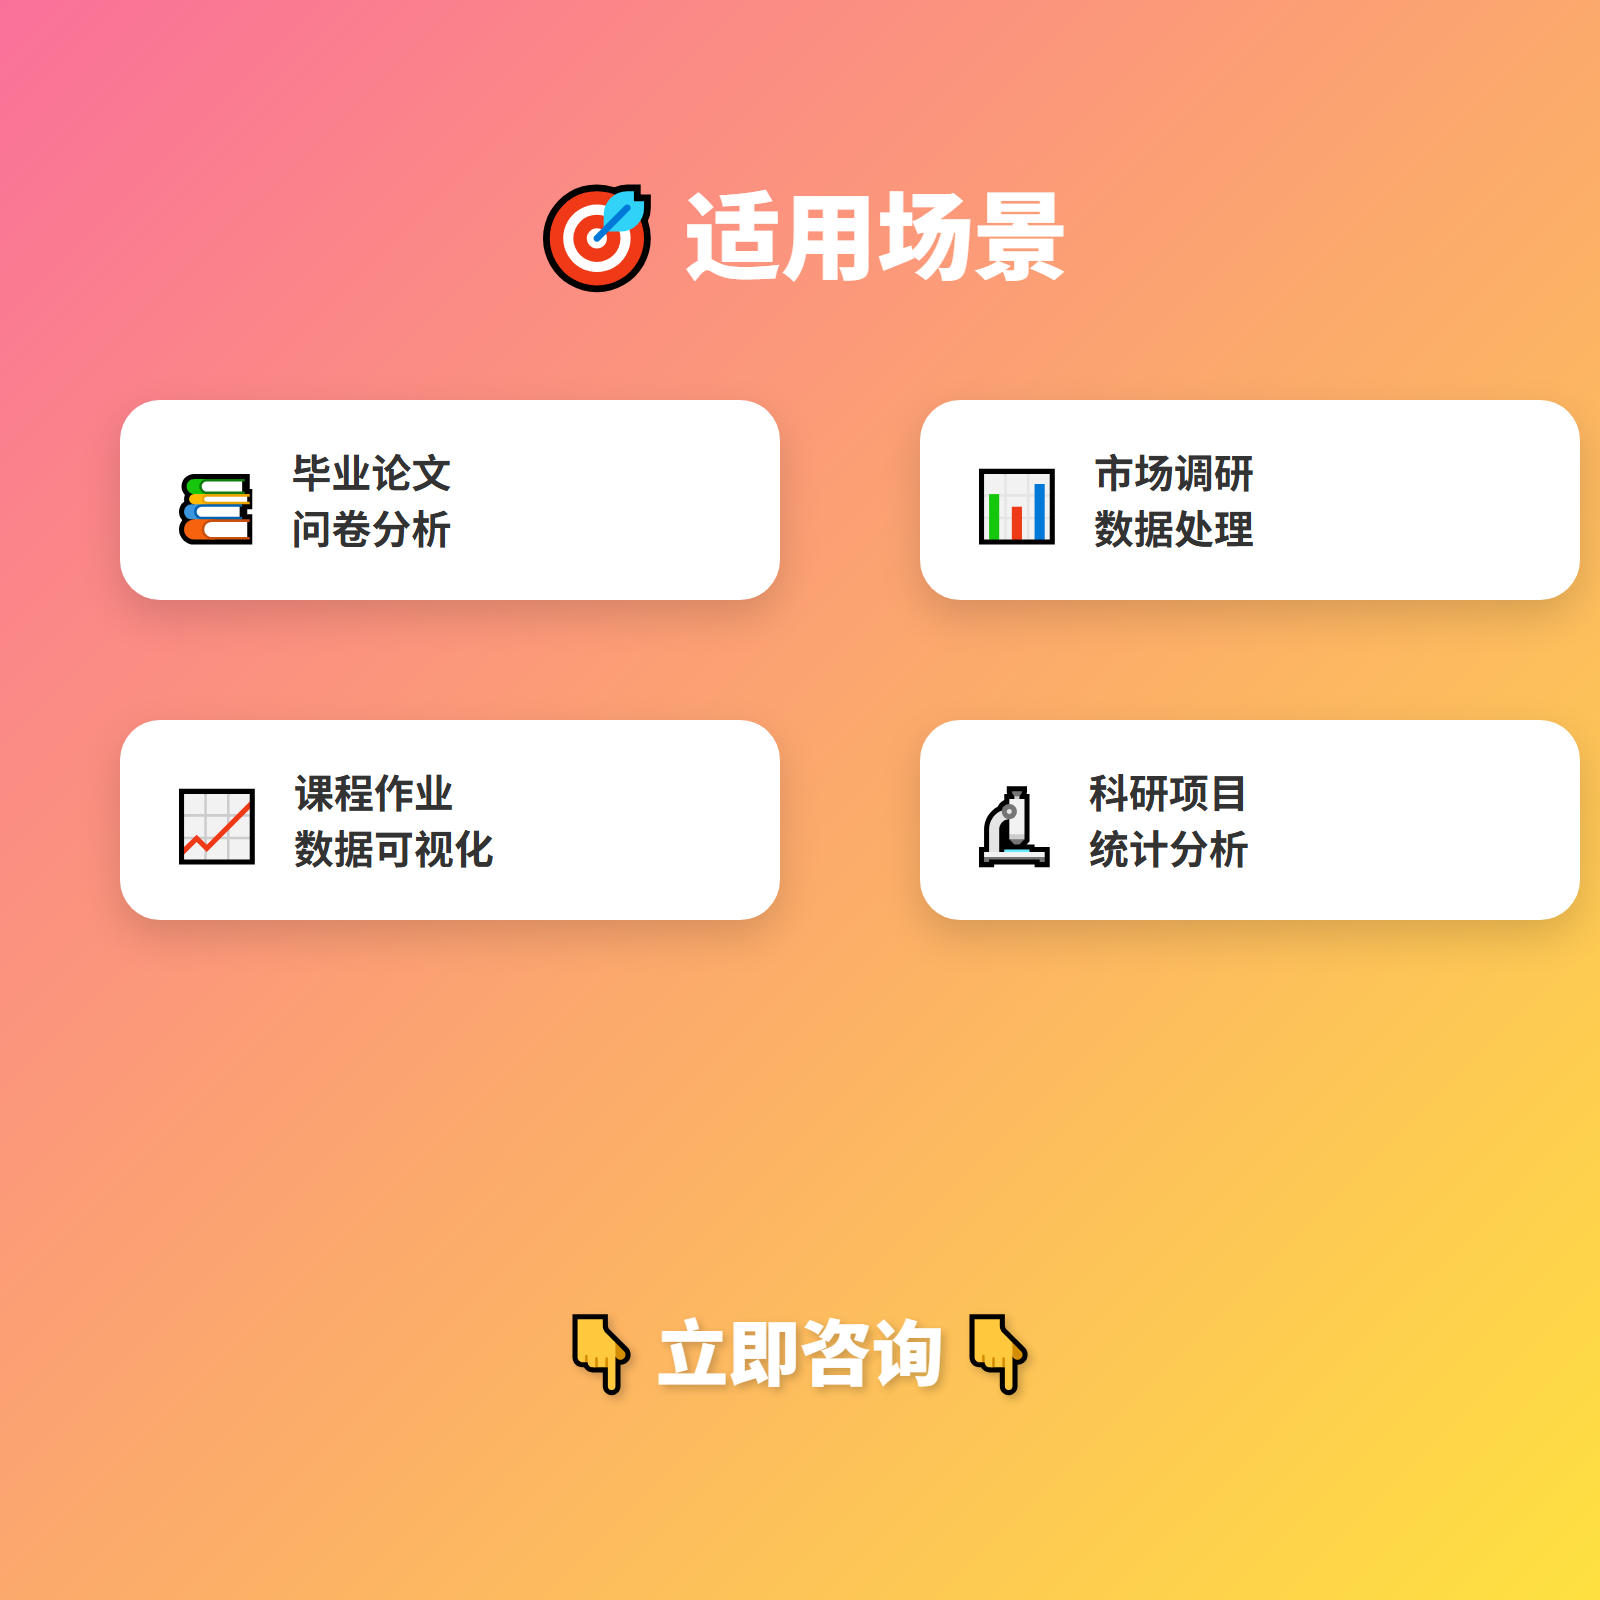 适用场景
毕业论文
问卷分析
市场调研
数据处理
课程作业
数据可视化
科研项目
统计分析
立即咨询